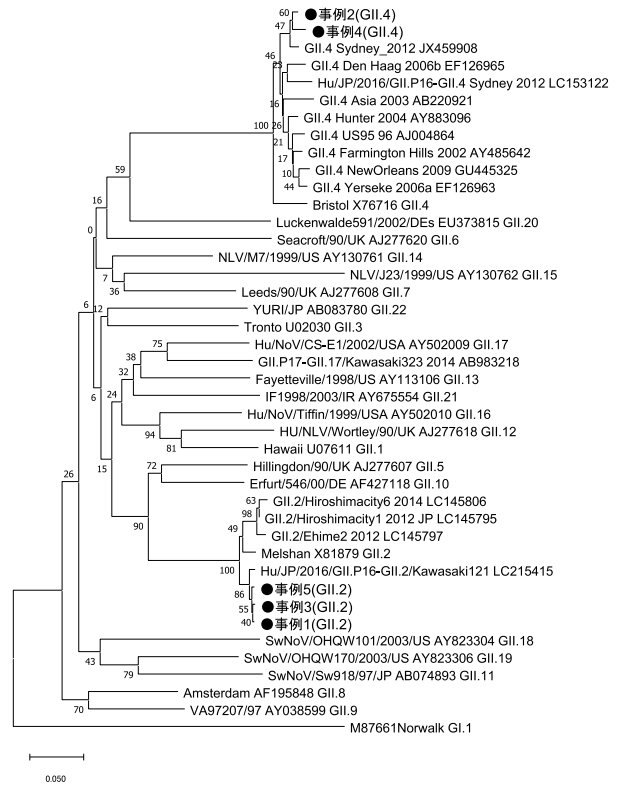 60
●事例2(GII.4)
47
●事例4(GII.4)
GII.4 Sydney_2012 JX459908
46
GII.4 Den Haag 2006b EF126965
23
Hu/JP/2016/GII.P16-GII.4 Sydney 2012 LC153122
GII.4 Asia 2003 AB220921
16
GII.4 Hunter 2004 AY883096
100
26
GII.4 US95 96 AJ004864
21
GII.4 Farmington Hills 2002 AY485642
17
GII.4 NewOrleans 2009 GU445325
10
GII.4 Yerseke 2006a EF126963
44
59
Bristol X76716 GII.4
16
Luckenwalde591/2002/DEs EU373815 GII.20
0
Seacroft/90/UK AJ277620 GII.6
NLV/M7/1999/US AY130761 GII.14
7
NLV/J23/1999/US AY130762 GII.15
36
Leeds/90/UK AJ277608 GII.7
6
12
YURI/JP AB083780 GII.22
Tronto U02030 GII.3
75
Hu/NoV/CS-E1/2002/USA AY502009 GII.17
38
GII.P17-GII.17/Kawasaki323 2014 AB983218
32
Fayetteville/1998/US AY113106 GII.13
24
IF1998/2003/IR AY675554 GII.21
6
Hu/NoV/Tiffin/1999/USA AY502010 GII.16
94
HU/NLV/Wortley/90/UK AJ277618 GII.12
81
Hawaii U07611 GII.1
15
72
Hillingdon/90/UK AJ277607 GII.5
26
Erfurt/546/00/DE AF427118 GII.10
90
63
GII.2/Hiroshimacity6 2014 LC145806
98
GII.2/Hiroshimacity1 2012 JP LC145795
49
GII.2/Ehime2 2012 LC145797
Melshan X81879 GII.2
100
Hu/JP/2016/GII.P16-GII.2/Kawasaki121 LC215415
86
●事例5(GII.2)
55
●事例3(GII.2)
40
●事例1(GII.2)
SwNoV/OHQW101/2003/US AY823304 GII.18
43
SwNoV/OHQW170/2003/US AY823306 GII.19
79
SwNoV/Sw918/97/JP AB074893 GII.11
Amsterdam AF195848 GII.8
70
VA97207/97 AY038599 GII.9
M87661Norwalk GI.1
0.050